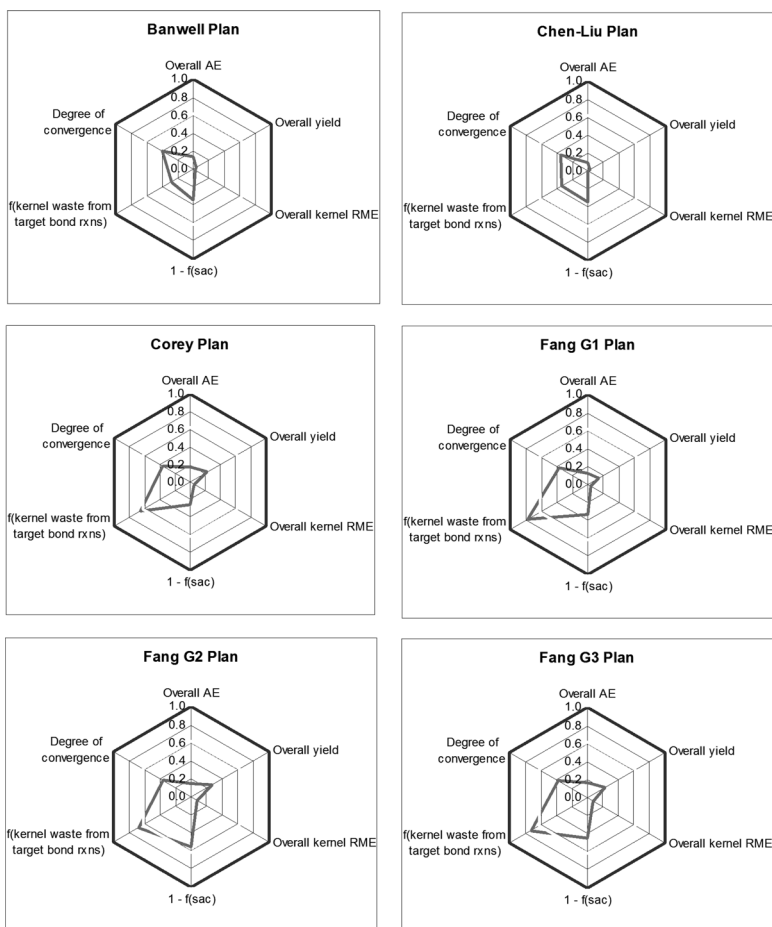 Banwell Plan
Overall AE
1.0
0.8
0.6
0.4
0.2
0.0
Overall yield
Overall kernel RME
1 - f(sac)
f(kernel waste from
target bond rxns)
Degree of
convergence
Chen-Liu Plan
Overall AE
1.0
0.8
0.6
0.4
0.2
0.0
Overall yield
Overall kernel RME
1 - f(sac)
f(kernel waste from
target bond rxns)
Degree of
convergence
Corey Plan
Overall AE
1.0
0.8
0.6
0.4
0.2
0.0
Overall yield
Overall kernel RME
1 - f(sac)
f(kernel waste from
target bond rxns)
Degree of
convergence
Fang G1 Plan
Overall AE
1.0
0.8
0.6
0.4
0.2
0.0
Overall yield
Overall kernel RME
1 - f(sac)
f(kernel waste from
target bond rxns)
Degree of
convergence
Fang G2 Plan
Overall AE
1.0
0.8
0.6
0.4
0.2
0.0
Overall yield
Overall kernel RME
1 - f(sac)
f(kernel waste from
target bond rxns)
Degree of
convergence
Fang G3 Plan
Overall AE
1.0
0.8
0.6
0.4
0.2
0.0
Overall yield
Overall kernel RME
1 - f(sac)
f(kernel waste from
target bond rxns)
Degree of
convergence